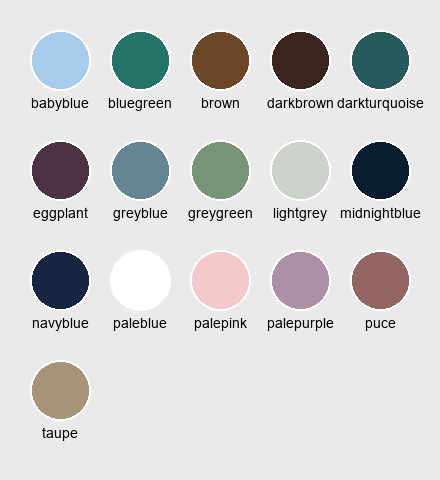 babyblue bluegreen brown darkbrown darkturquoise
eggplant greyblue greygreen lightgrey midnightblue
navyblue paleblue palepink palepurple puce
taupe